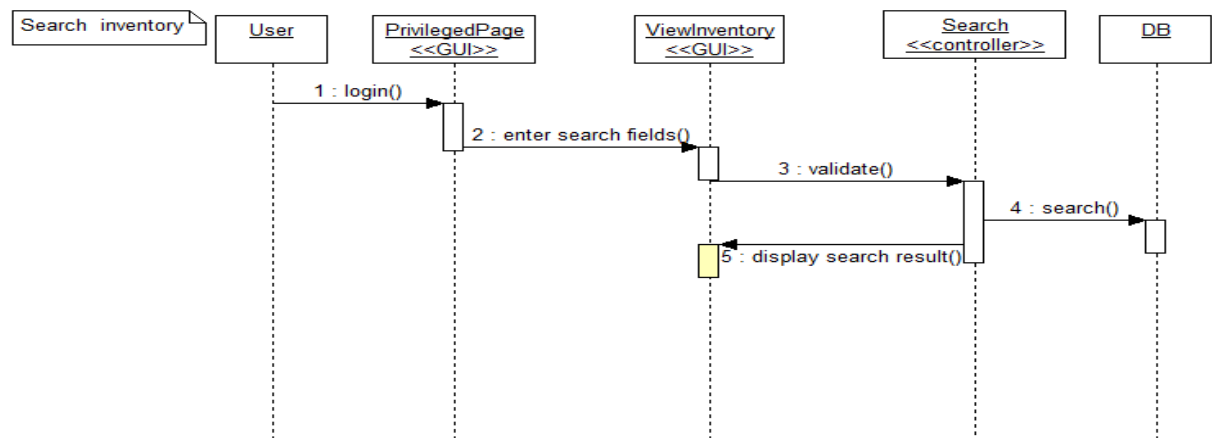 Search inventory
User
PrivilegedPage
<<GUI>>
ViewInventory
<<GUI>>
Search
<<controller>>
DB
1 : login()
2 : enter search fields()
3 : validate()
4 : search()
5 : display search result()